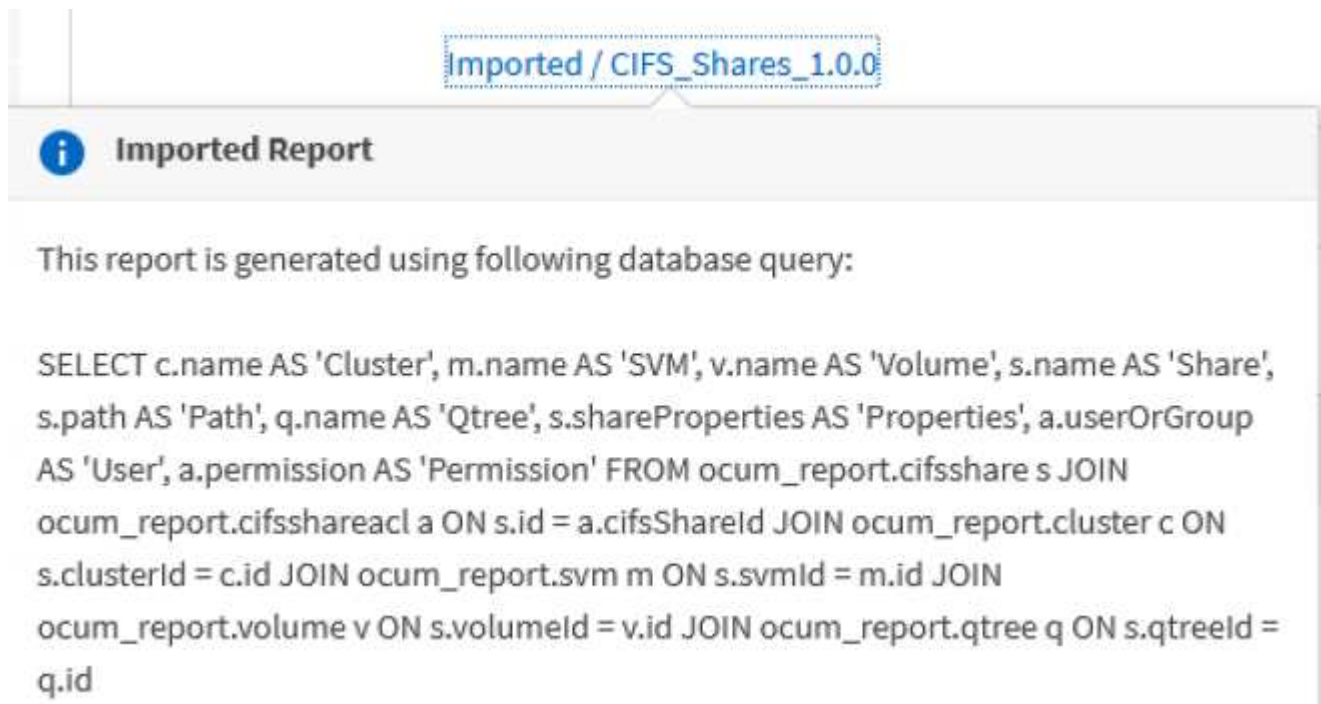 Imported / CIFS_Shares_1.0.0
Imported Report
This report is generated using following database query:
SELECT c.name AS 'Cluster', m.name AS 'SVM', v.name AS 'Volume', s.name AS 'Share',
s.path AS 'Path', q.name AS 'Qtree', s.shareProperties AS 'Properties', a.userOrGroup
AS 'User', a.permission AS 'Permission' FROM ocum_report.cifsshare s JOIN
ocum_report.cifsshareacl a ON s.id = a.cifsShareId JOIN ocum_report.cluster c ON
s.clusterId = c.id JOIN ocum_report.svm m ON s.svmId = m.id JOIN
ocum_report.volume v ON s.volumeId = v.id JOIN ocum_report.qtree q ON s.qtreeId =
q.id